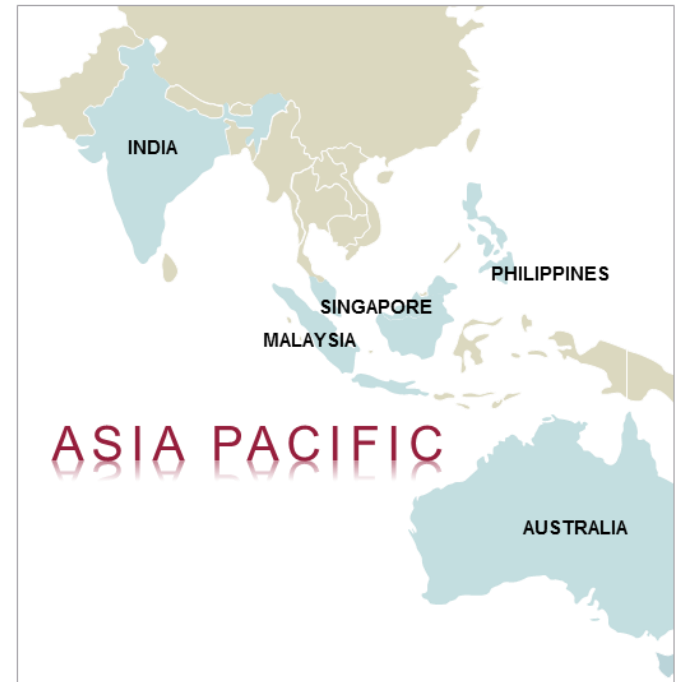 INDIA
PHILIPPINES
SINGAPORE
MALAYSIA
ASIA PACIFIC
AUSTRALIA